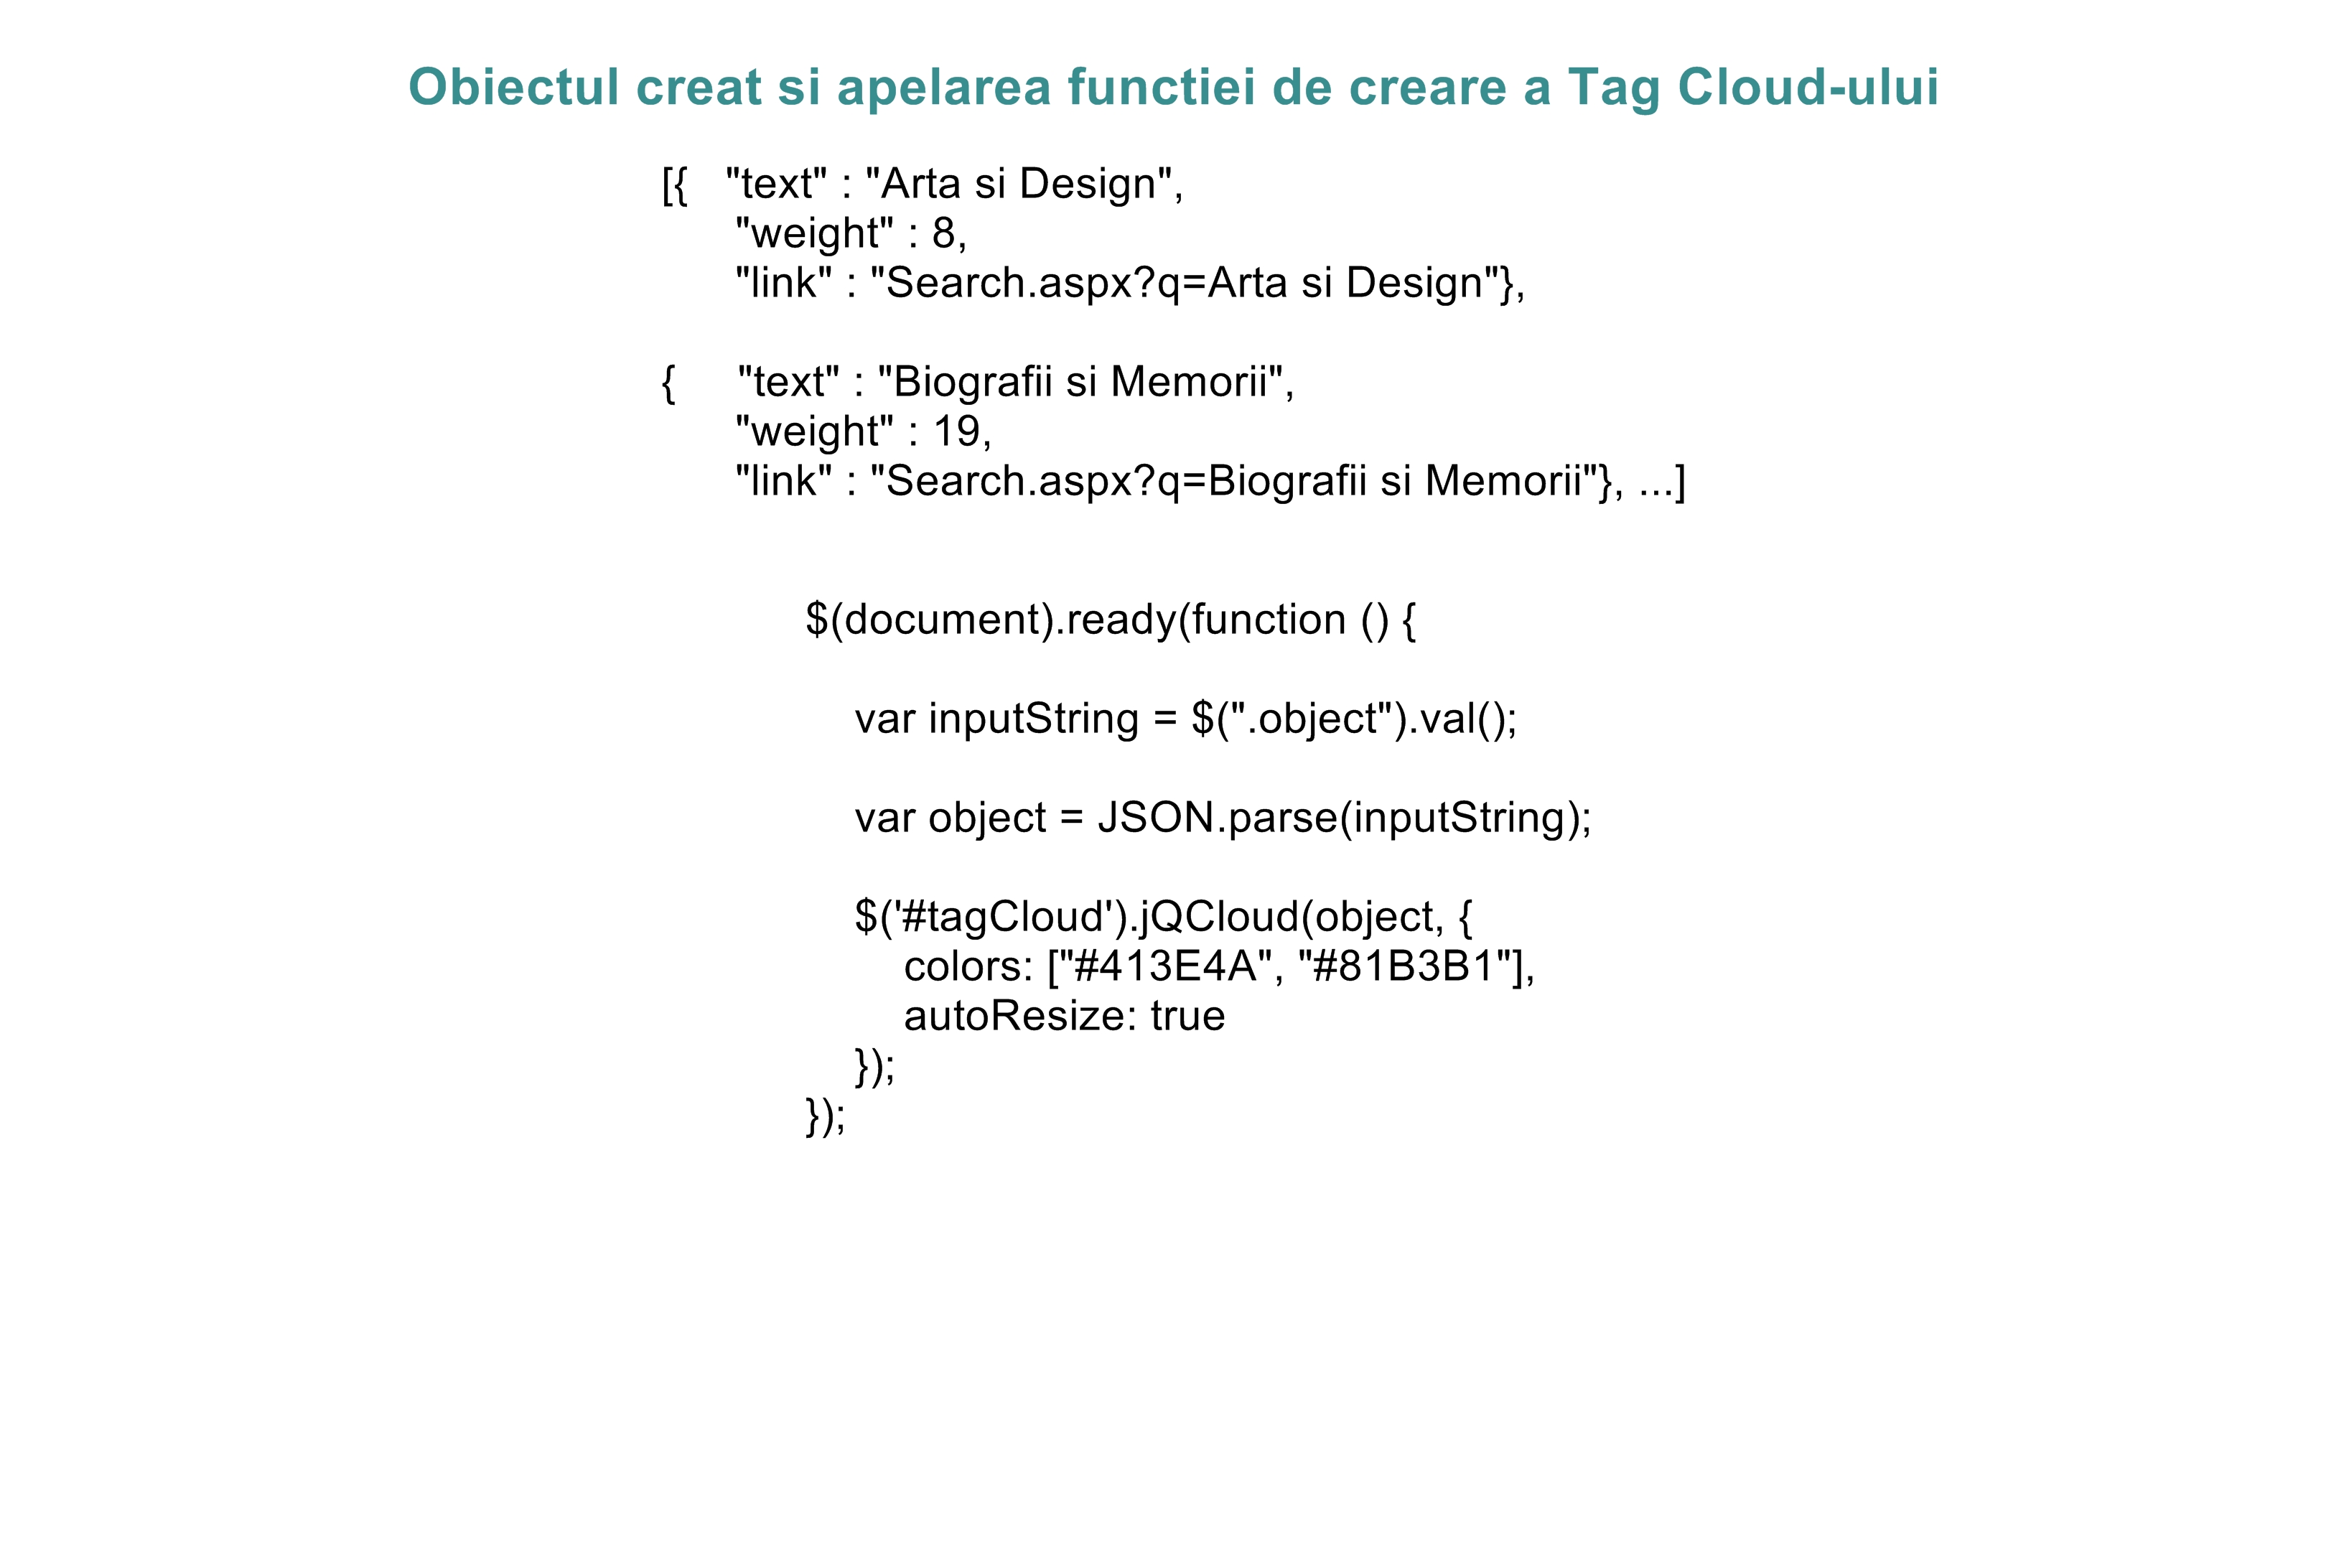 Obiectul creat si apelarea functiei de creare a Tag Cloud-ului
[{ "text" : "Arta si Design",
"weight" : 8,
"link" : "Search.aspx?q=Arta si Design"},
{ "text" : "Biografii si Memorii",
"weight" : 19,
"link" : "Search.aspx?q=Biografii si Memorii"}, ...]
$(document).ready(function () {
var inputString = $(".object").val();
var object = JSON.parse(inputString);
$('#tagCloud').jQCloud(object, {
colors: ["#413E4A", "#81B3B1"],
autoResize: true
});
});